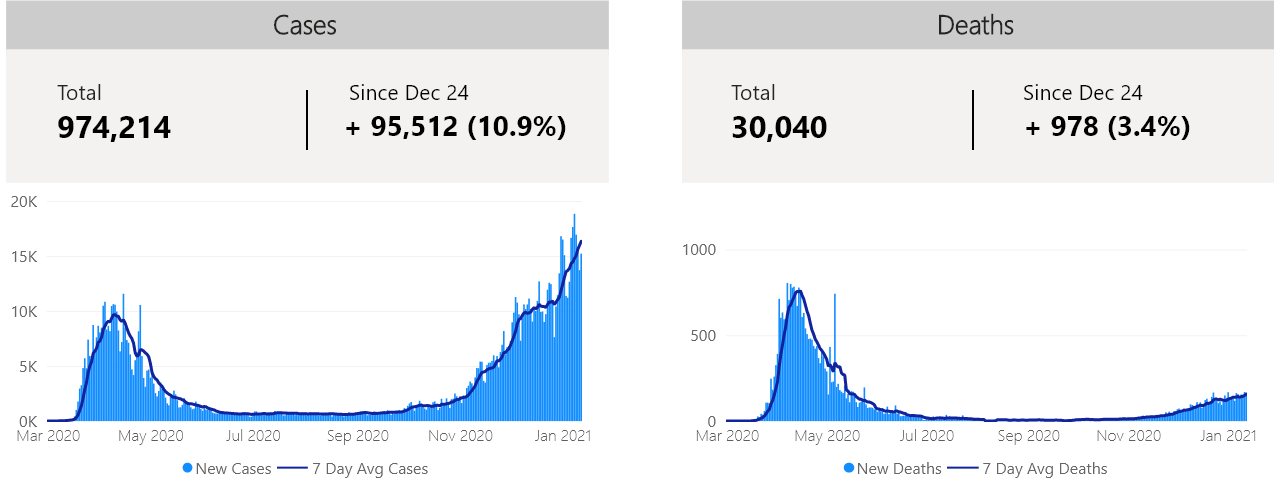 Cases
Total
974,214
Since Dec 24
+ 95,512 (10.9%)
20K
15K
10K
5K
0K
Mar 2020 May 2020 Jul 2020 Sep 2020 Nov 2020 Jan 2021
New Cases 7 Day Avg Cases
Deaths
Total
30,040
Since Dec 24
+ 978 (3.4%)
1000
500
0
Mar 2020 May 2020 Jul 2020 Sep 2020 Nov 2020 Jan 2021
New Deaths 7 Day Avg Deaths